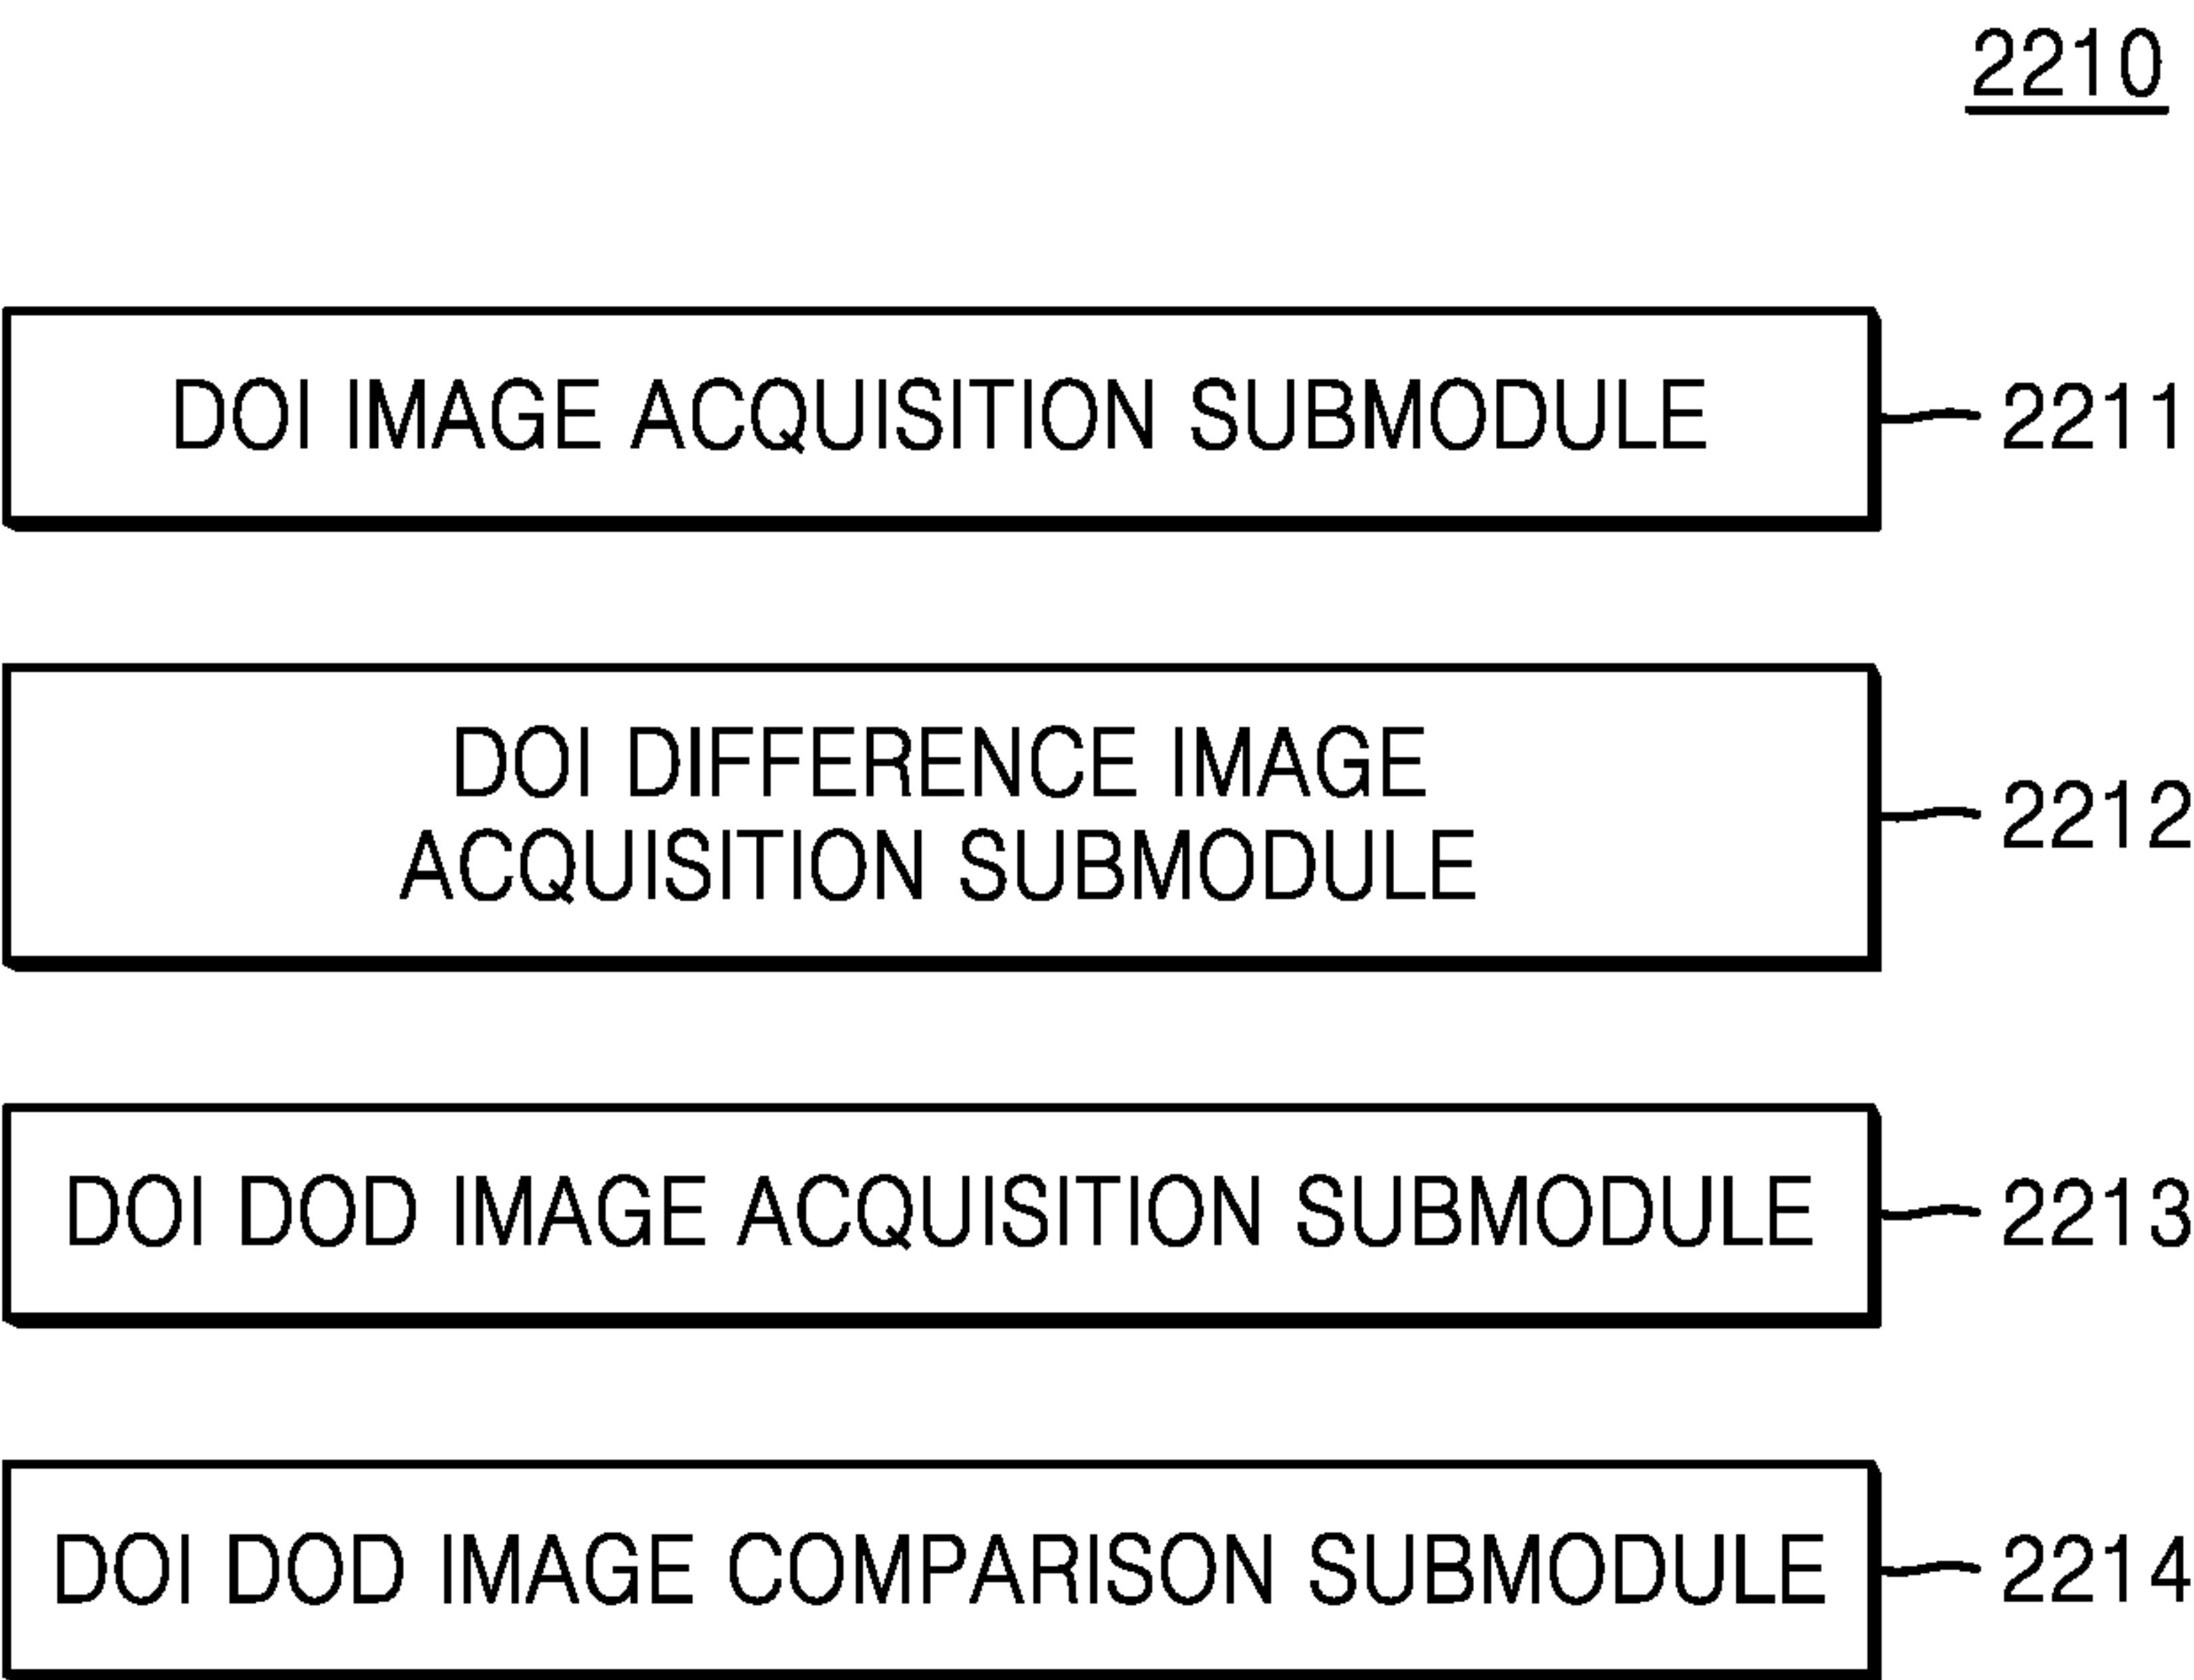 2210
DOI IMAGE ACQUISITION SUBMODULE
2211
DOI DIFFERENCE IMAGE
ACQUISITION SUBMODULE
2212
DOI DOD IMAGE ACQUISITION SUBMODULE
2213
DOI DOD IMAGE COMPARISON SUBMODULE
2214